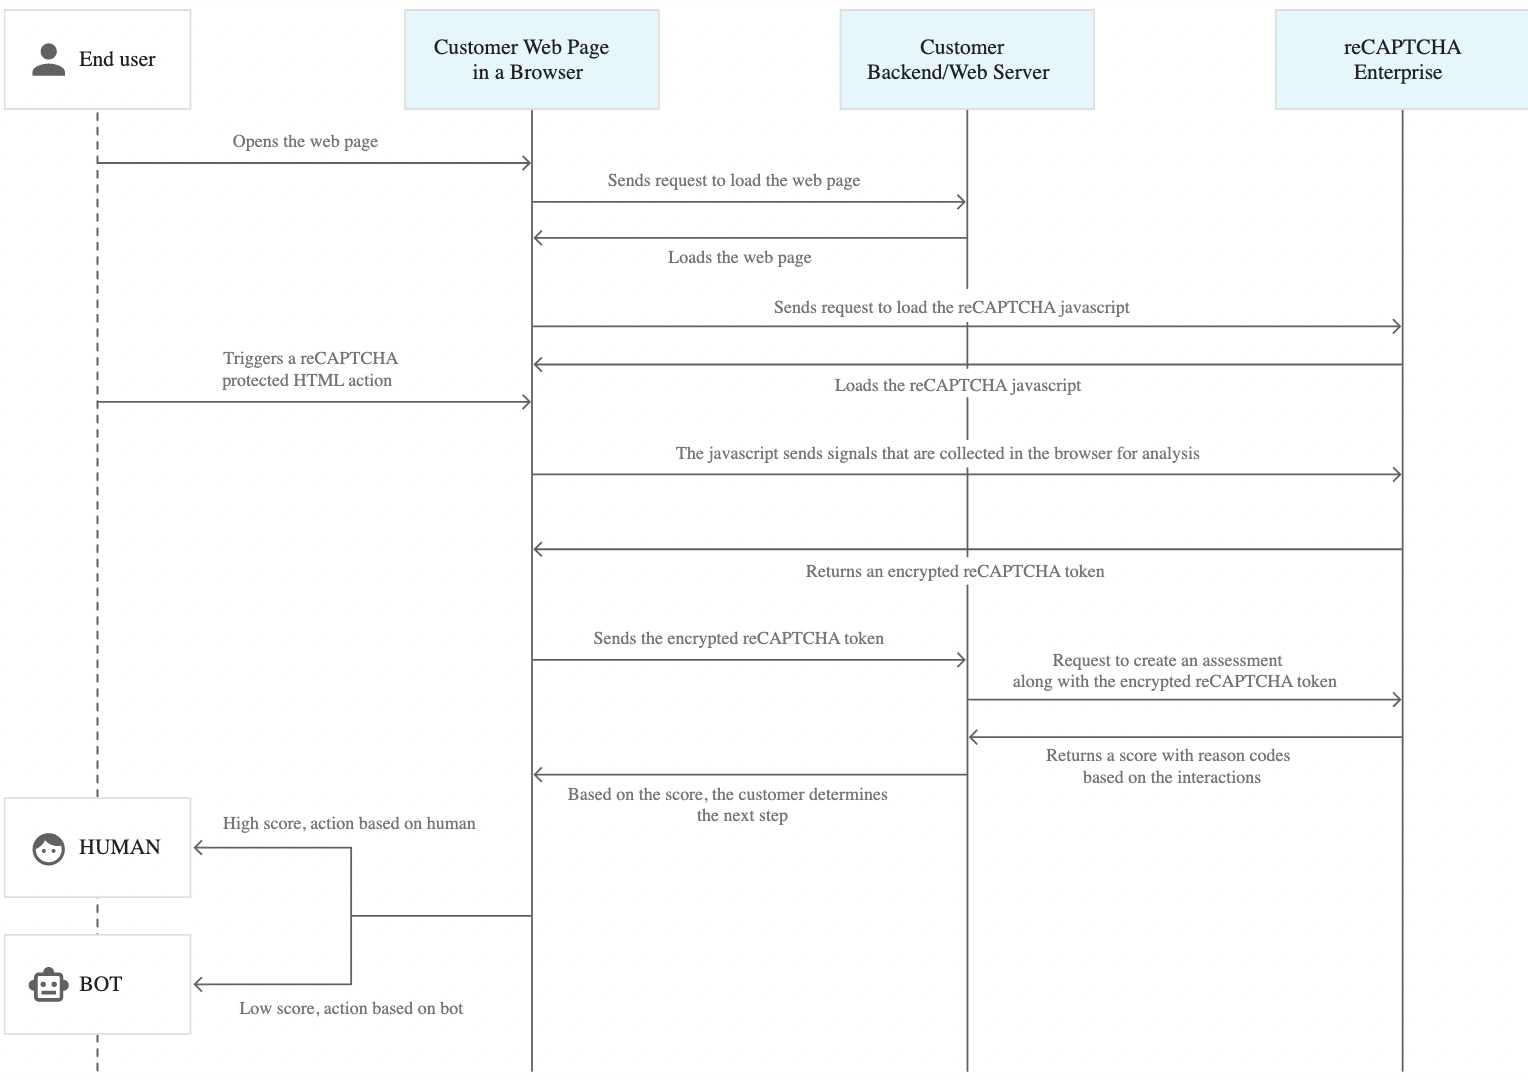 End user
Customer Web Page
in a Browser
Customer
Backend/Web Server
reCAPTCHA
Enterprise
Opens the web page
Sends request to load the web page
Loads the web page
Sends request to load the reCAPTCHA javascript
Triggers a reCAPTCHA
protected HTML action
Loads the reCAPTCHA javascript
The javascript sends signals that are collected in the browser for analysis
Returns an encrypted reCAPTCHA token
Sends the encrypted reCAPTCHA token
Request to create an assessment
along with the encrypted reCAPTCHA token
Returns a score with reason codes
based on the interactions
Based on the score, the customer determines
the next step
High score, action based on human
HUMAN
BOT
Low score, action based on bot